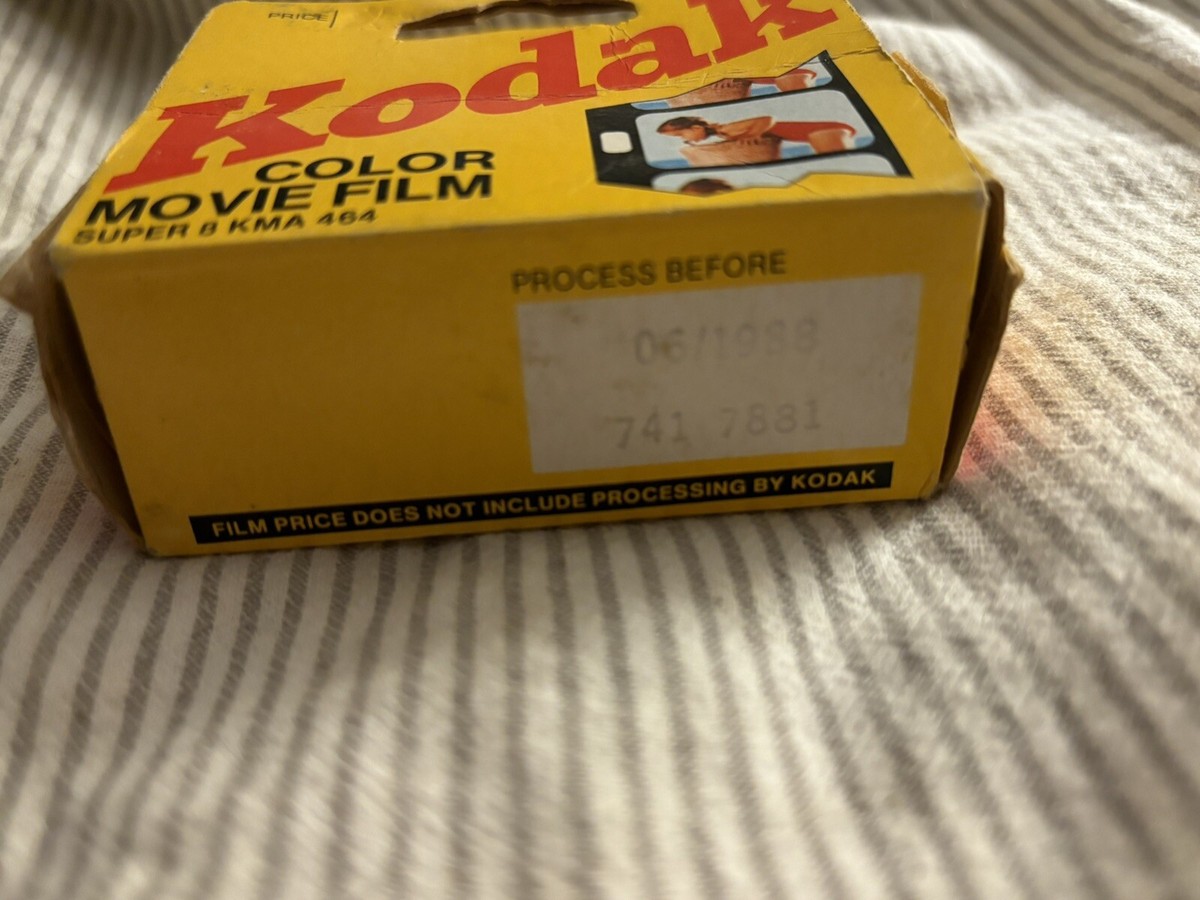 PRICE
Kodak
COLOR
MOVIE FILM
SUPER 8 KMA 464
PROCESS BEFORE
06/1988
741 7881
FILM PRICE DOES NOT INCLUDE PROCESSING BY KODAK